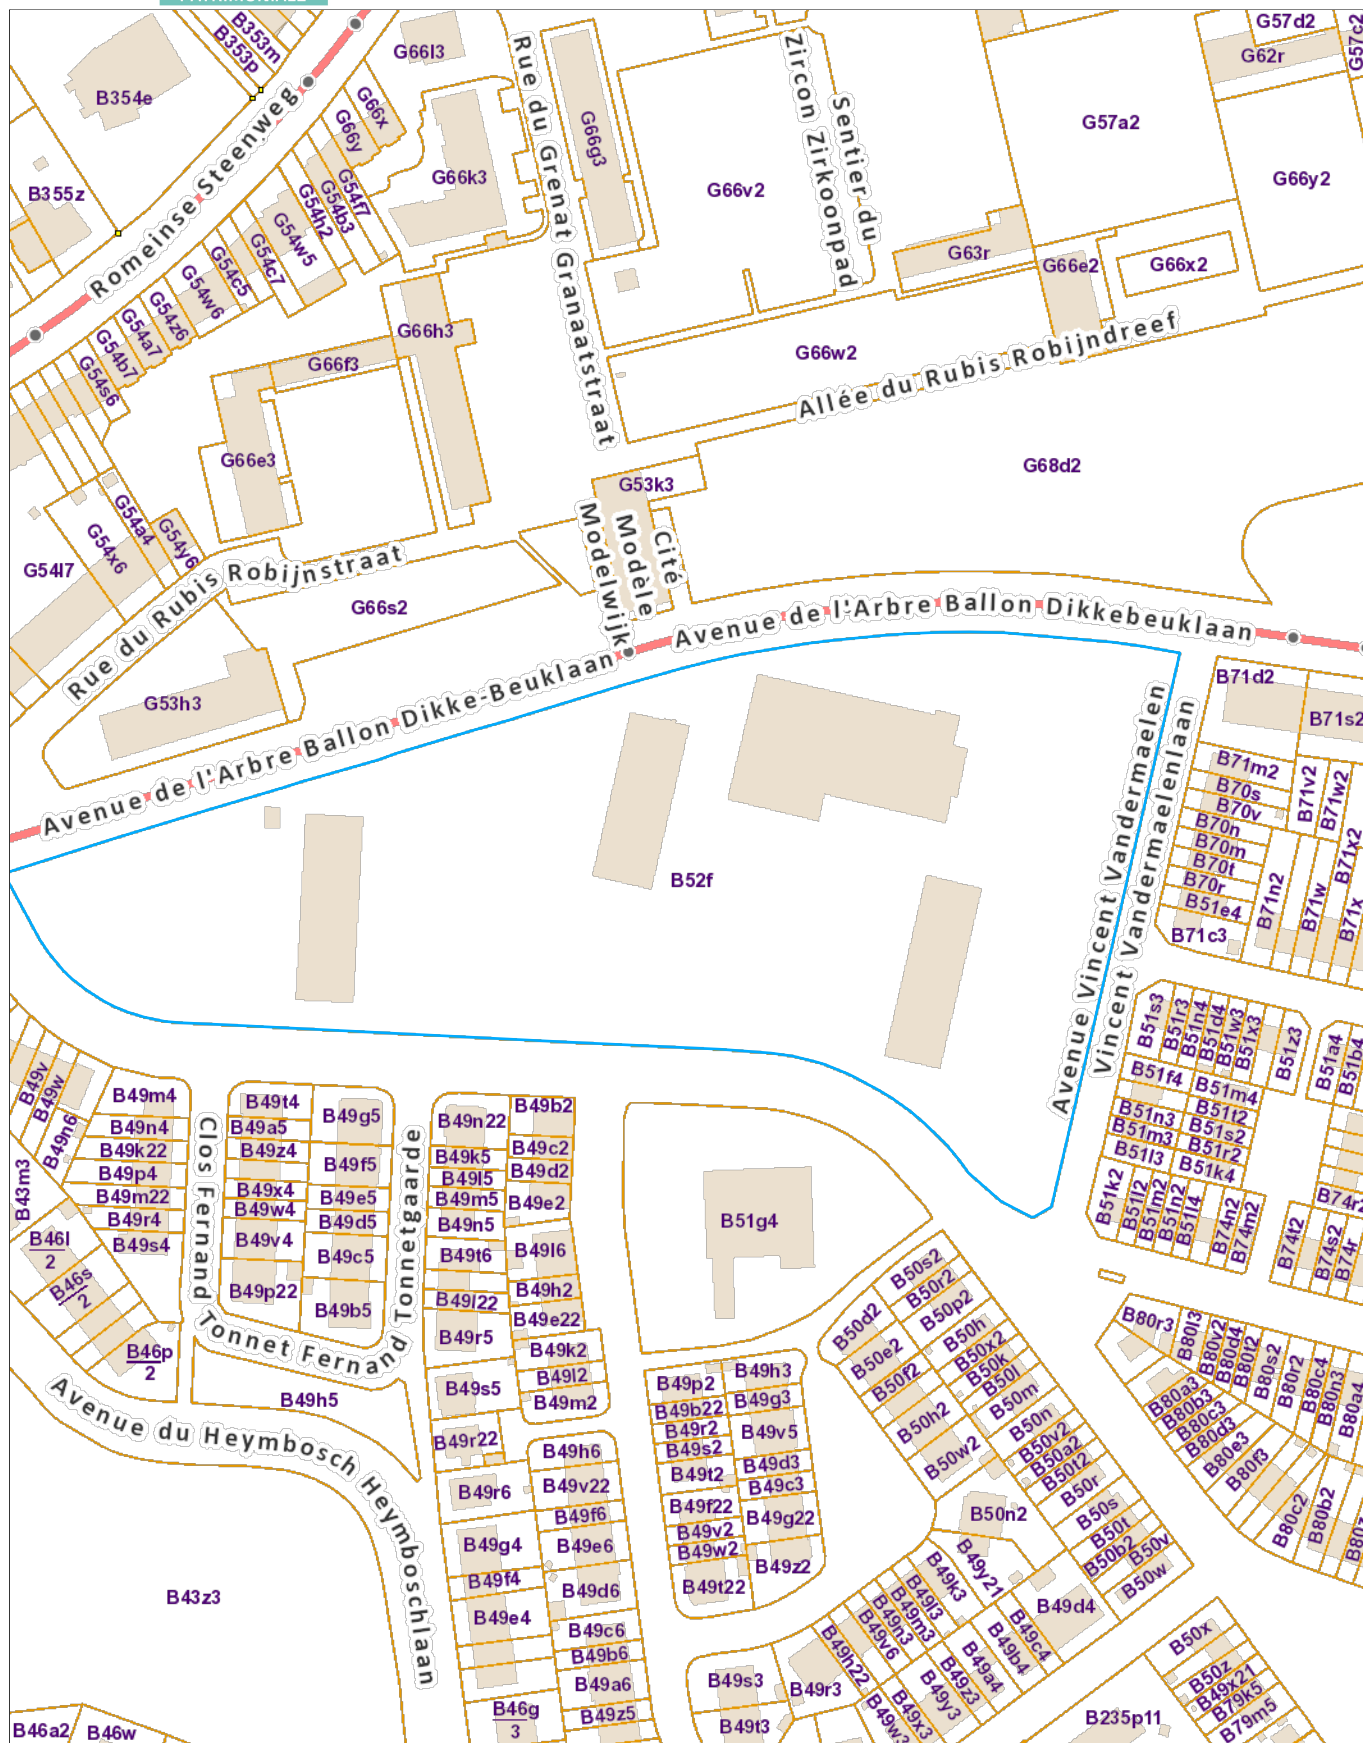 B353m
B353p
G66l3
G57d2
G57c2
G62r
B354e
G66x
G66y
G66g3
G57a2
Romeinse Steenweg
Rue du Grenat Granaatstraat
Zircon Zirkoonpad
Sentier du
B355z
G54f7
G54b3
G54h2
G66k3
G66v2
G66y2
G54w5
G54c7
G54c5
G54w6
G63r
G66e2
G66x2
G54z6
G54a7
G54b7
G54s6
G66h3
G66f3
G66w2
Allée du Rubis Robijndreef
G66e3
G53k3
G68d2
G54a4
G54x6
G54y6
G54l7
Modelwijk
Modèle
Cité
Rue du Rubis Robijnstraat
G66s2
Avenue de l'Arbre Ballon Dikkebeuklaan
Avenue de l'Arbre Ballon Dikke-Beuklaan
G53h3
B71d2
B71s2
Avenue Vincent Vandermaelen
Vincent Vandermaelenlaan
B71m2
B70s
B70v
B70n
B70m
B70t
B70r
B51e4
B71c3
B71v2
B71w2
B71x2
B71n2
B71w
B71x
B52f
B51s3
B51r3
B51n4
B51d4
B51w3
B51x3
B51z3
B51a4
B51b4
B51f4
B51m4
B51n3
B51t2
B51m3
B51s2
B51l3
B51r2
B51k4
B51k2
B51l2
B51m2
B51n2
B51l4
B74n2
B74m2
B74t2
B74s2
B74r
B74r2
B49v
B49w
B49n6
B43m3
B49m4
B49n4
B49k22
B49p4
B49m22
B49r4
B49s4
Clos Fernand Tonnet Fernand Tonnetgaarde
B49t4
B49a5
B49z4
B49x4
B49w4
B49v4
B49p22
B49g5
B49f5
B49e5
B49d5
B49c5
B49b5
B49n22
B49k5
B49l5
B49m5
B49n5
B49t6
B49l22
B49r5
B49b2
B49c2
B49d2
B49e2
B49l6
B49h2
B49e22
B49k2
B49l2
B49m2
B46l
2
B46s
2
B46p
2
B51g4
B49h5
B49s5
B49r22
Avenue du Heymbosch Heymboschlaan
B50s2
B50r2
B50p2
B50h
B50x2
B50k
B50l
B50m
B50n
B50v2
B50a2
B50t2
B50r
B50s
B50t
B50b2
B50v
B50w
B50d2
B50e2
B50f2
B50h2
B50w2
B50n2
B80r3
B80l3
B80v2
B80d4
B80t2
B80s2
B80r2
B80c4
B80n3
B80a4
B80a3
B80b3
B80c3
B80d3
B80e3
B80f3
B80c2
B80b2
B49p2
B49b22
B49r2
B49s2
B49t2
B49f22
B49v2
B49w2
B49t22
B49h3
B49g3
B49v5
B49d3
B49c3
B49g22
B49z2
B49h6
B49v22
B49f6
B49e6
B49d6
B49c6
B49b6
B49a6
B49z5
B49r6
B49g4
B49f4
B49e4
B46g
3
B43z3
B46a2
B46w
B49y21
B49k3
B49l3
B49m3
B49n3
B49v6
B49h22
B49d4
B49c4
B49b4
B49a4
B49z3
B49y3
B49x3
B49w3
B49s3
B49r3
B49t3
B50x
B50z
B49x21
B79k5
B79m5
B235p11